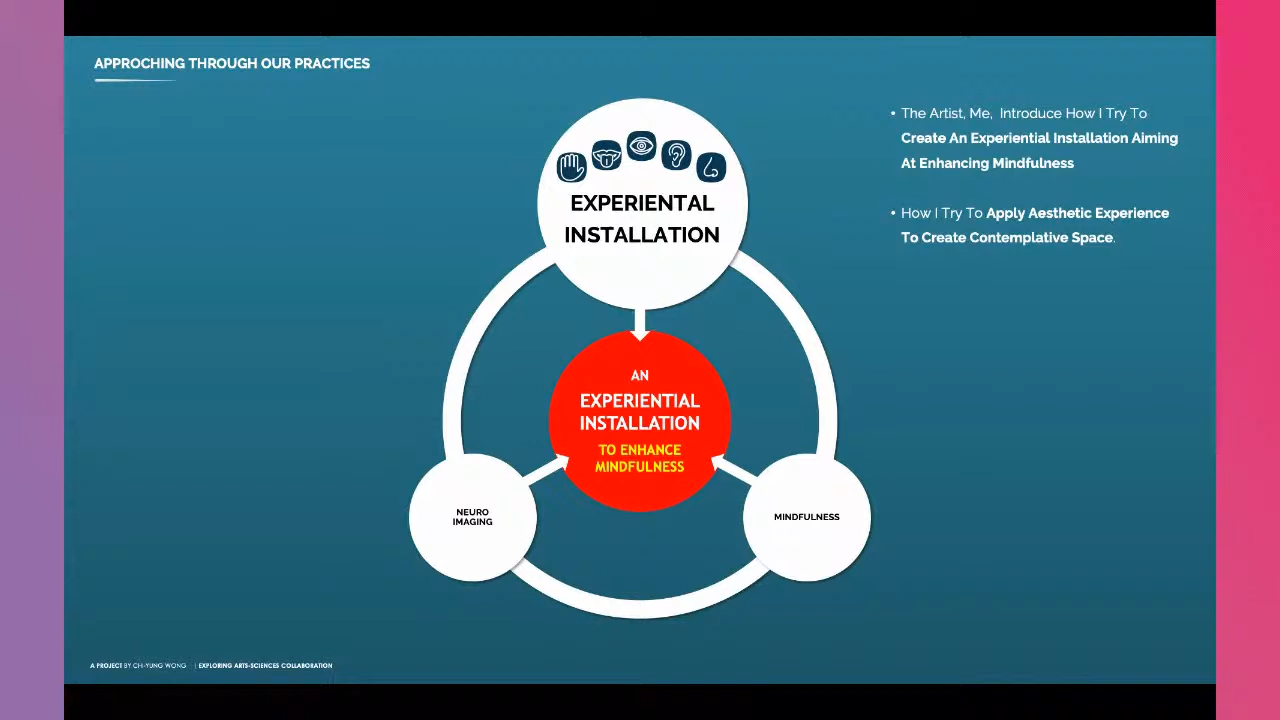 APPROCHING THROUGH OUR PRACTICES
• The Artist, Me, Introduce How I Try To
Create An Experiential Installation Aiming
At Enhancing Mindfulness
• How I Try To Apply Aesthetic Experience
To Create Contemplative Space.
EXPERIENTAL
INSTALLATION
AN
EXPERIENTIAL
INSTALLATION
TO ENHANCE
MINDFULNESS
NEURO
IMAGING
MINDFULNESS
A PROJECT BY CHI-YUNG WONG | EXPLORING ARTS-SCIENCES COLLABORATION